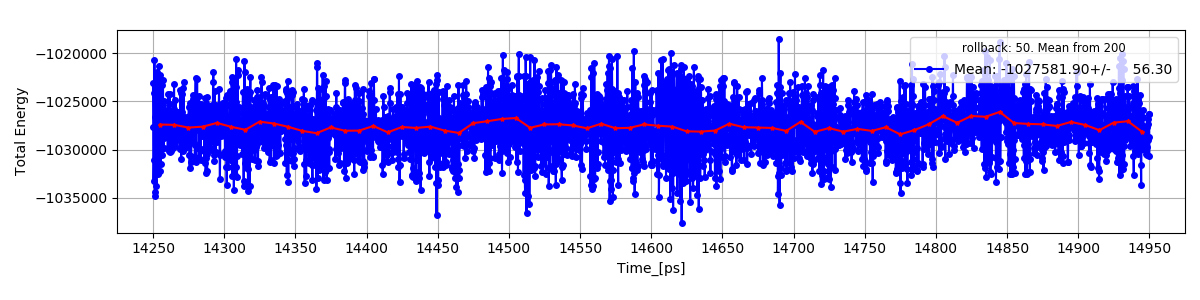 rollback: 50. Mean from 200
Mean: -1027581.90+/- 56.30
−1020000
−1025000
−1030000
−1035000
Total Energy
14250 14300 14350 14400 14450 14500 14550 14600 14650 14700 14750 14800 14850 14900 14950
Time_[ps]